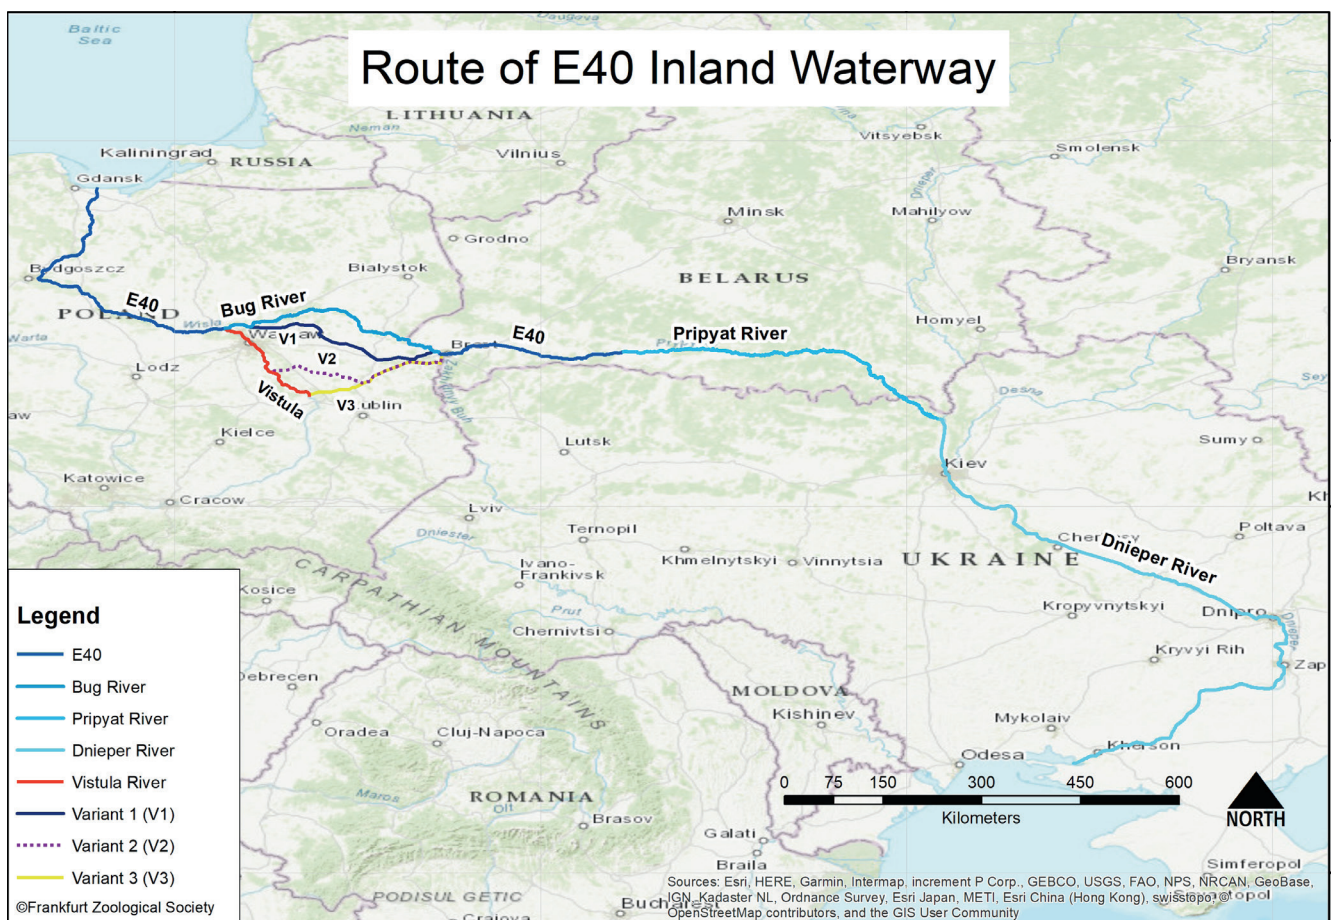 Baltic
Sea
Daugava
Route of E40 Inland Waterway
LITHUANIA
Neman
Vitsyebsk
Smolensk
Kaliningrad
RUSSIA
Vilnius
Gdansk
Dnieper
Minsk
Mahilyow
Grodno
Bydgoszcz
Bialystok
Bryansk
BELARUS
E40
Bug River
POLAND
Wisla
Warta
V1
Homyel
E40
Pripyat River
V2
Lodz
Vistula
V3
Desna
Kielce
Lutsk
Sumy
Kiev
Katowice
Cracow
Lviv
Ternopil
Poltava
Dniester
Khmelnytskyi
Vinnytsia
UKRAINE
Dnieper River
Ivano-
Frankivsk
CARPATHIAN MOUNTAINS
Kosice
Prut
Kropyvnytskyi
Dnipro
Chernivtsi
Dnieper
Kryvyi Rih
Zap
MOLDOVA
Kishinev
Mykolaiv
Oradea
Cluj-Napoca
Odesa
Kherson
Maros
ROMANIA
Olt
Brasov
Galati
Braila
PODISUL GETIC
Simferopol
Legend
E40
Bug River
Pripyat River
Dnieper River
Vistula River
Variant 1 (V1)
Variant 2 (V2)
Variant 3 (V3)
©Frankfurt Zoological Society
0 75 150 300 450 600
Kilometers
NORTH
Sources: Esri, HERE, Garmin, Intermap, increment P Corp., GEBCO, USGS, FAO, NPS, NRCAN, GeoBase,
IGN, Kadaster NL, Ordnance Survey, Esri Japan, METI, Esri China (Hong Kong), swisstopo, ©
OpenStreetMap contributors, and the GIS User Community